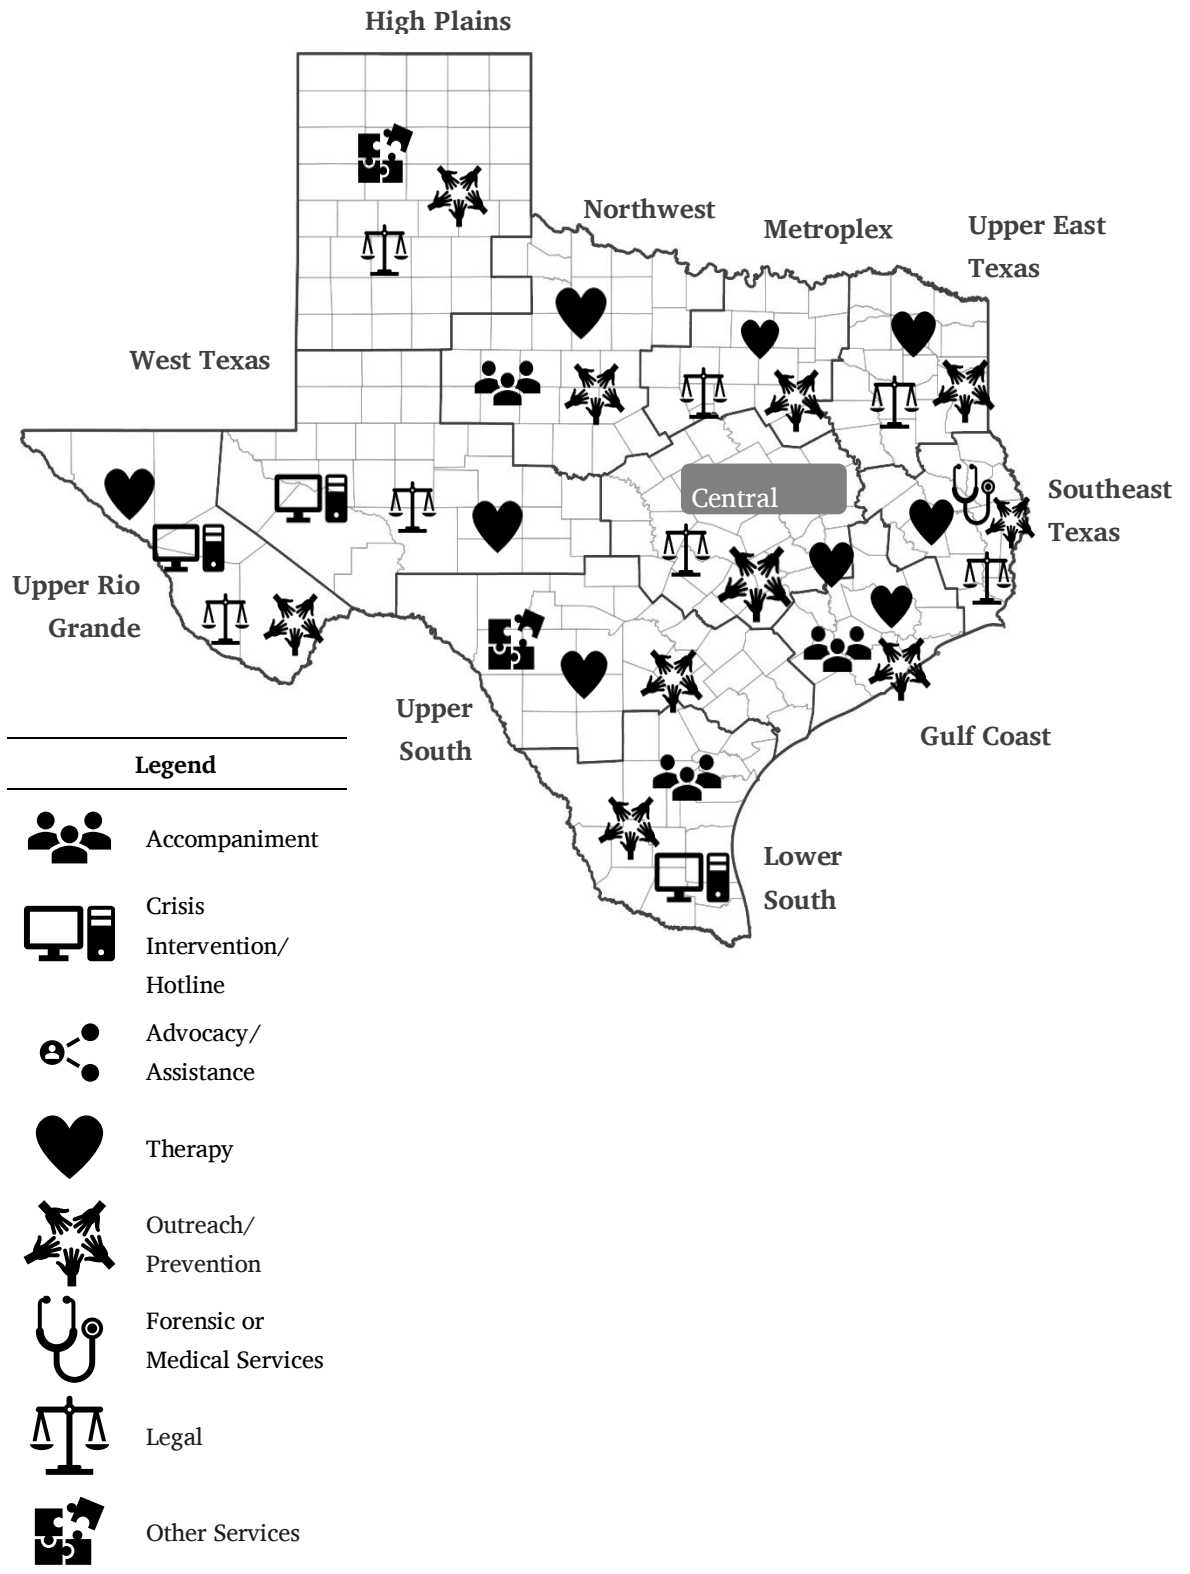 High Plains
Northwest
Metroplex
Upper East
Texas
West Texas
Central
Southeast
Texas
Upper Rio
Grande
Upper
South
Gulf Coast
Lower
South
Legend
Accompaniment
Crisis
Intervention/
Hotline
Advocacy/
Assistance
Therapy
Outreach/
Prevention
Forensic or
Medical Services
Legal
Other Services